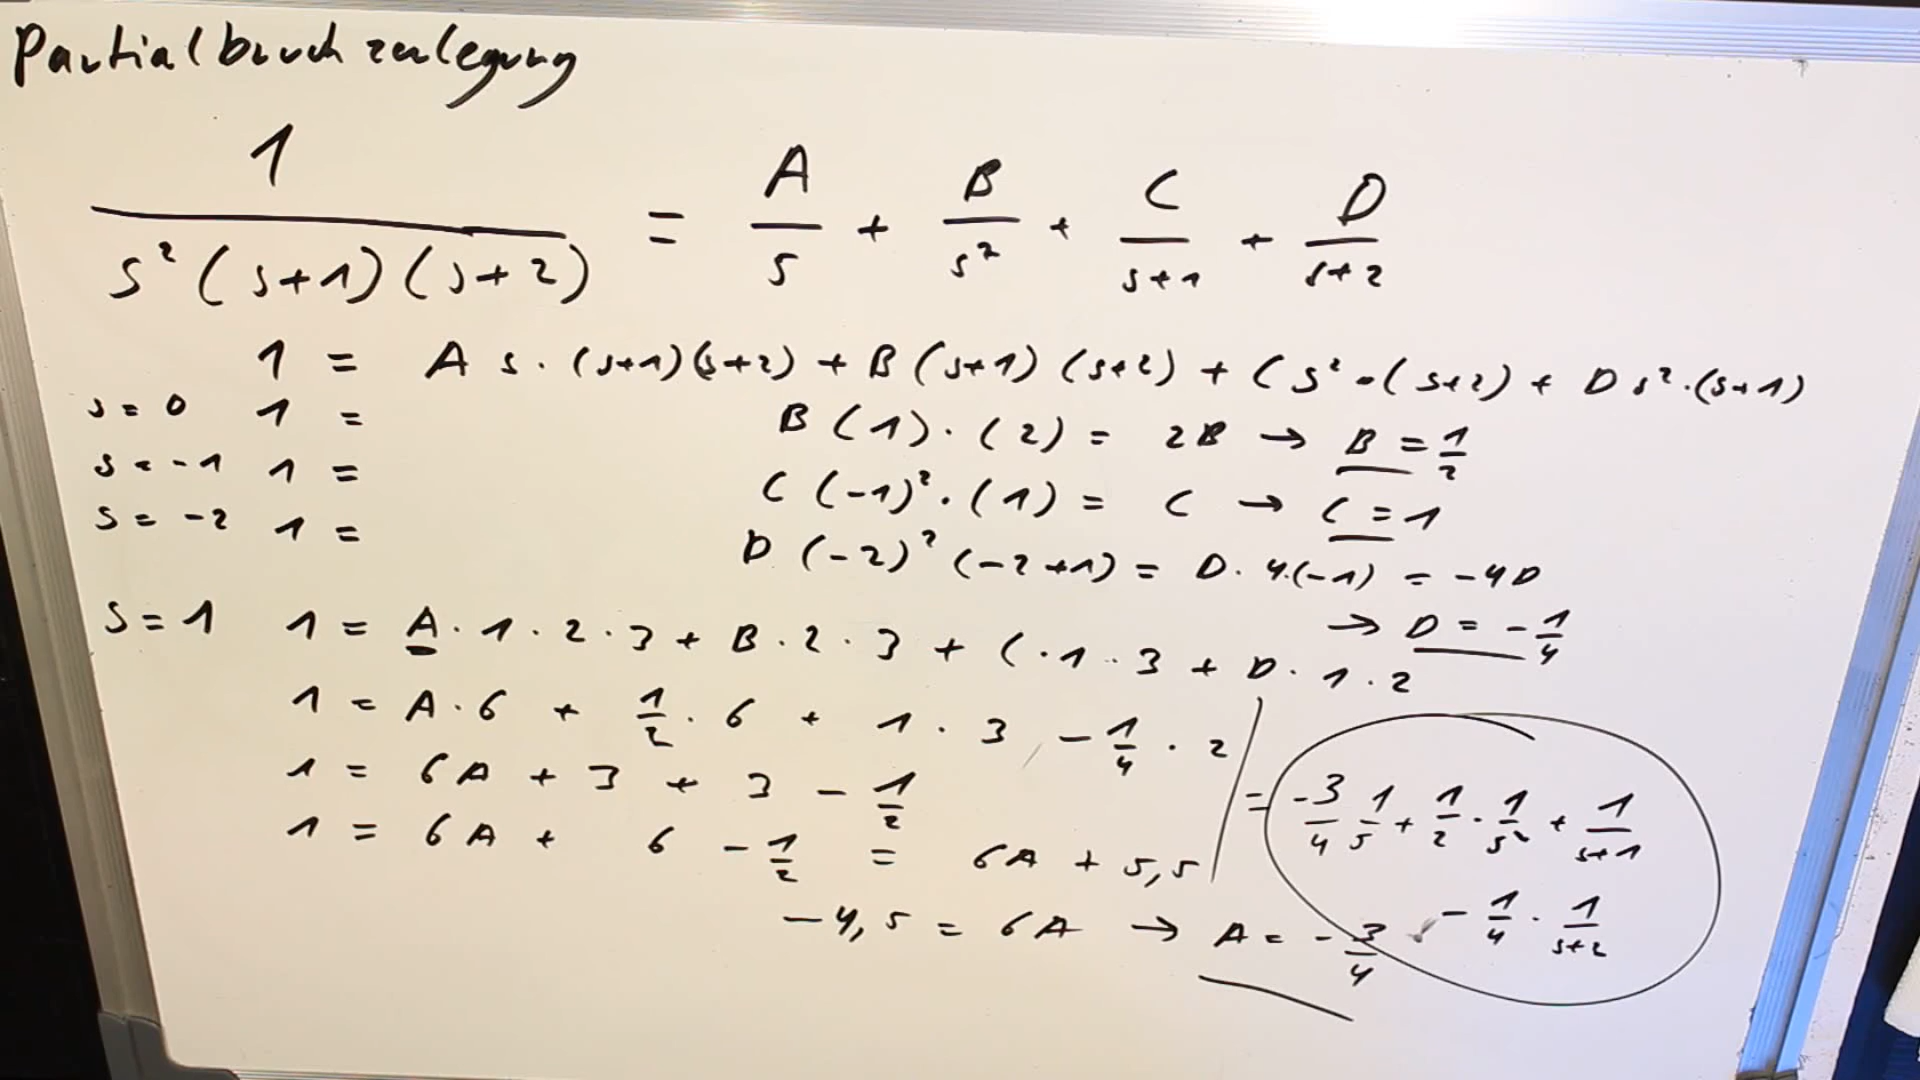 Partialbruchzerlegung
1/(s²(s+1)(s+2)) = A/s + B/s² + C/(s+1) + D/(s+2)
1 = A s · (s+1)(s+2) + B(s+1)(s+2) + C s² · (s+2) + D s² · (s+1)
s = 0 1 = B(1) · (2) = 2B → B = 1/2
s = -1 1 = C(-1)² · (1) = C → C = 1
s = -2 1 = D(-2)²(-2+1) = D · 4 · (-1) = -4D
→ D = -1/4
s = 1 1 = A · 1 · 2 · 3 + B · 2 · 3 + C · 1 · 3 + D · 1 · 2
1 = A · 6 + 1/2 · 6 + 1 · 3 - 1/4 · 2
1 = 6A + 3 + 3 - 1/2
1 = 6A + 6 - 1/2 = 6A + 5,5
-4,5 = 6A → A = -3/4
= -3/4 1/s + 1/2 · 1/s² + 1/(s+1)
- 1/4 · 1/(s+2)